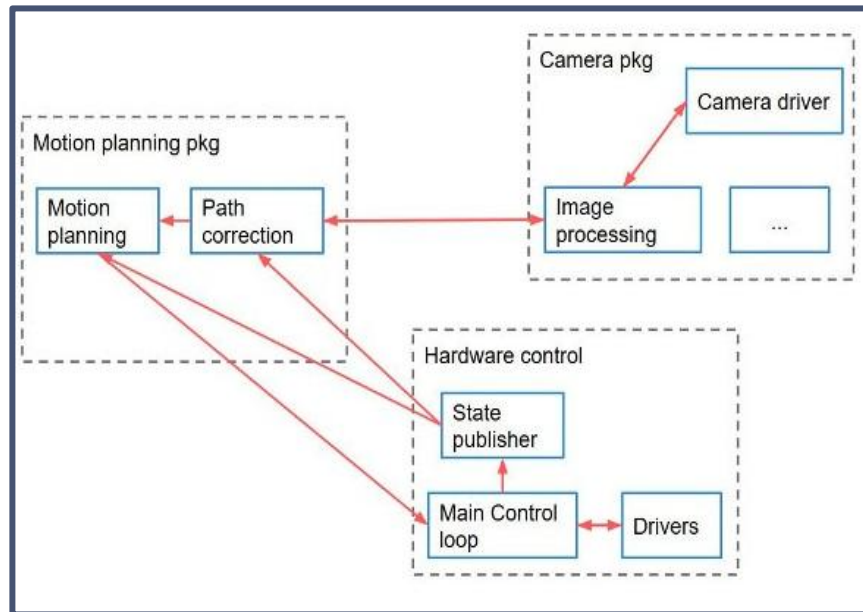 Camera pkg
Camera driver
Motion planning pkg
Motion
planning
Path
correction
Image
processing
...
Hardware control
State
publisher
Main Control
loop
Drivers